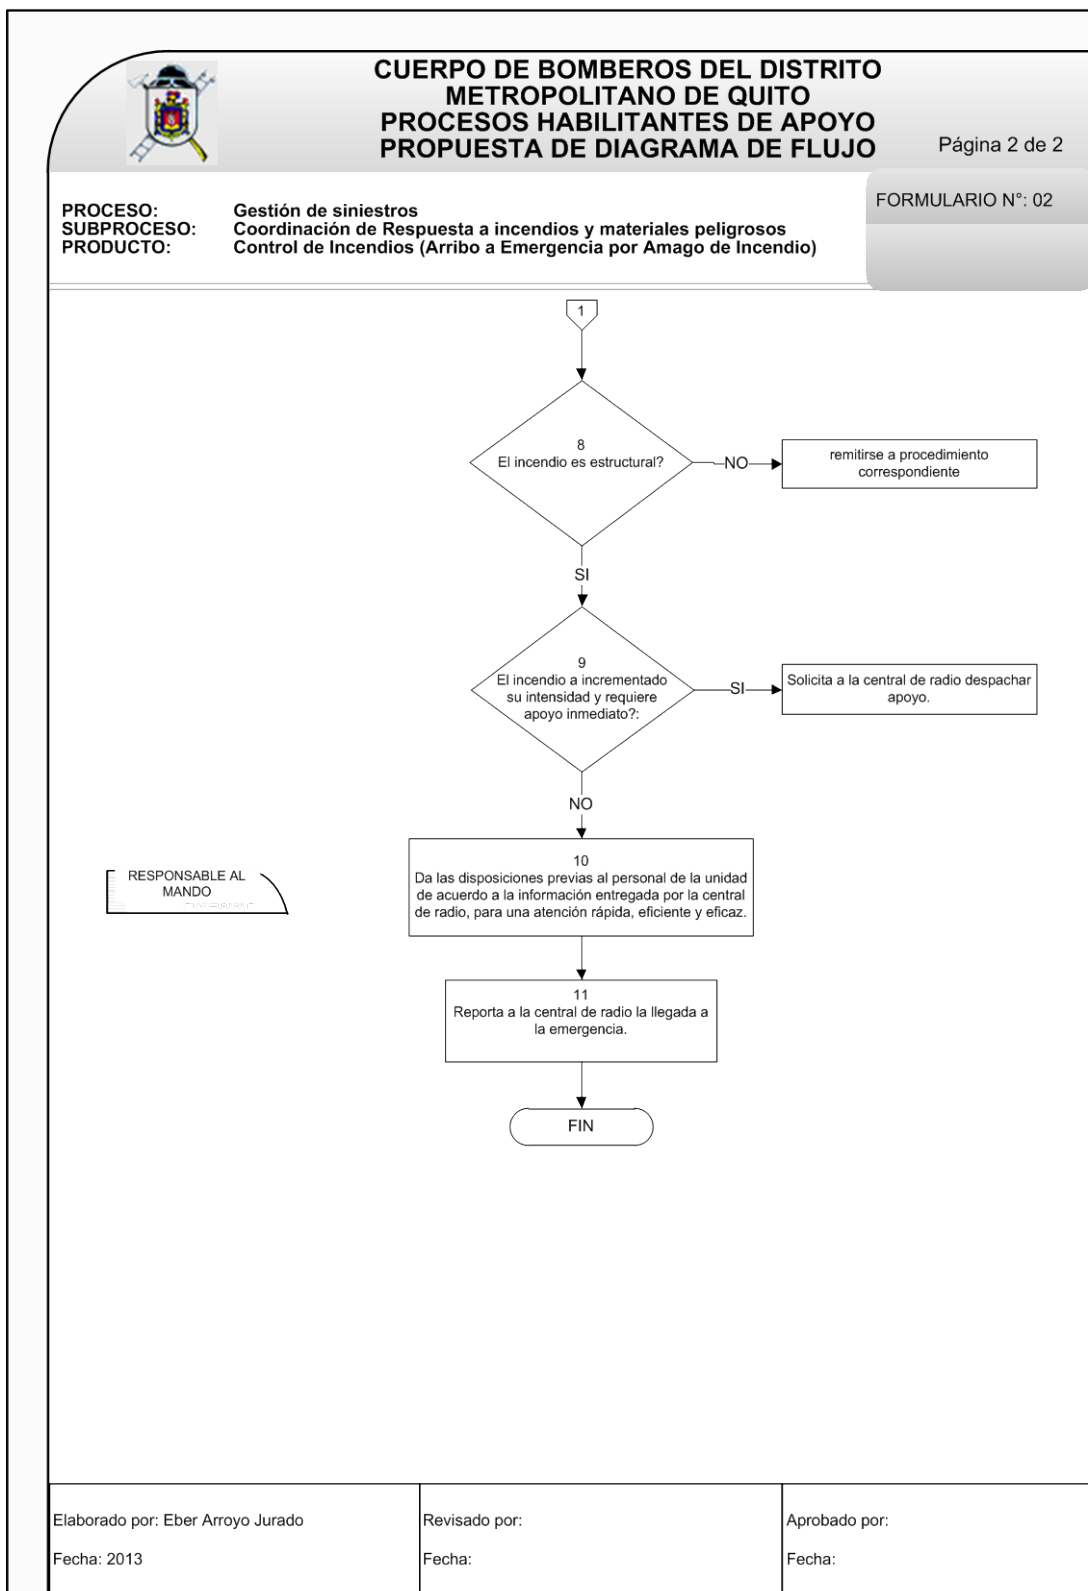 CUERPO DE BOMBEROS DEL DISTRITO
METROPOLITANO DE QUITO
PROCESOS HABILITANTES DE APOYO
PROPUESTA DE DIAGRAMA DE FLUJO
Página 2 de 2
FORMULARIO N°: 02
PROCESO: Gestión de siniestros
SUBPROCESO: Coordinación de Respuesta a incendios y materiales peligrosos
PRODUCTO: Control de Incendios (Arribo a Emergencia por Amago de Incendio)
1
8
El incendio es estructural?
NO
remitirse a procedimiento
correspondiente
SI
9
El incendio a incrementado
su intensidad y requiere
apoyo inmediato?:
SI
Solicita a la central de radio despachar
apoyo.
NO
RESPONSABLE AL
MANDO
10
Da las disposiciones previas al personal de la unidad
de acuerdo a la información entregada por la central
de radio, para una atención rápida, eficiente y eficaz.
11
Reporta a la central de radio la llegada a
la emergencia.
FIN
Elaborado por: Eber Arroyo Jurado
Fecha: 2013
Revisado por:
Fecha:
Aprobado por:
Fecha: